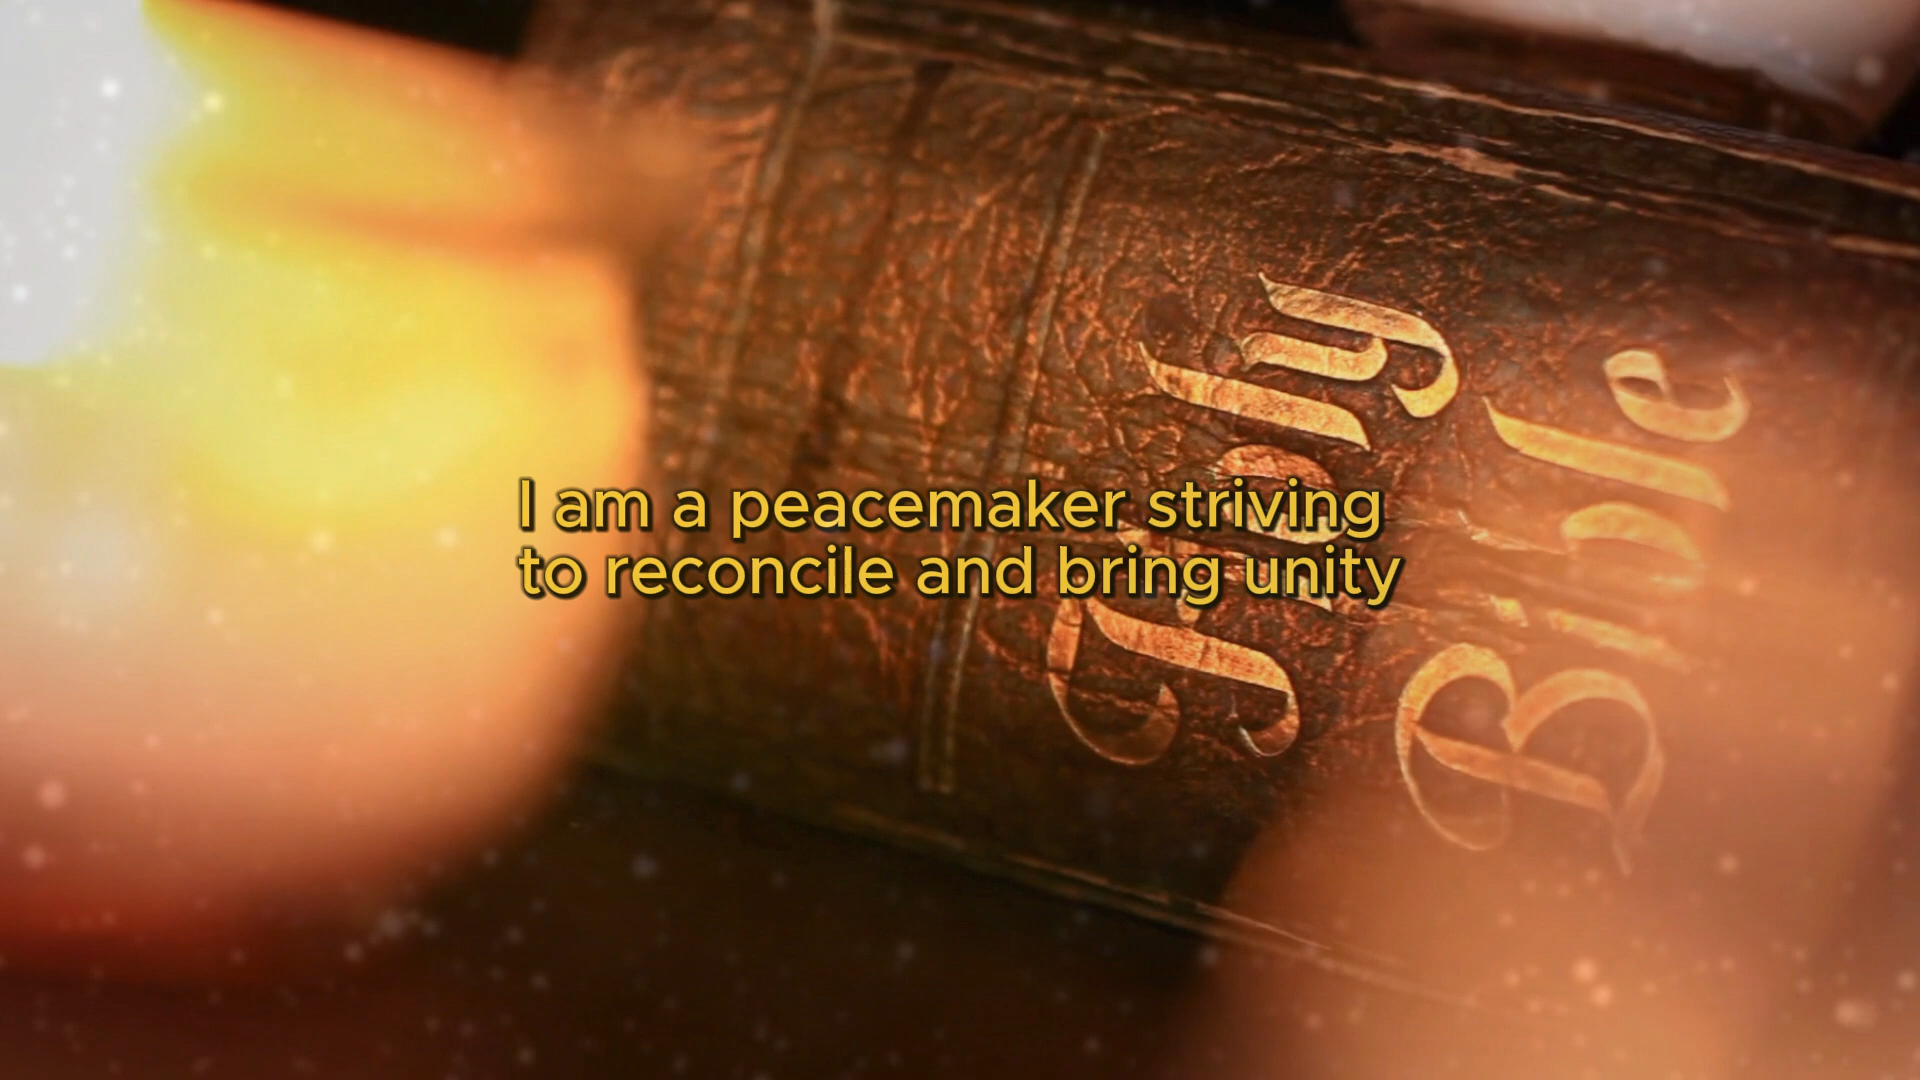 I am a peacemaker striving
to reconcile and bring unity
Holy
Bible